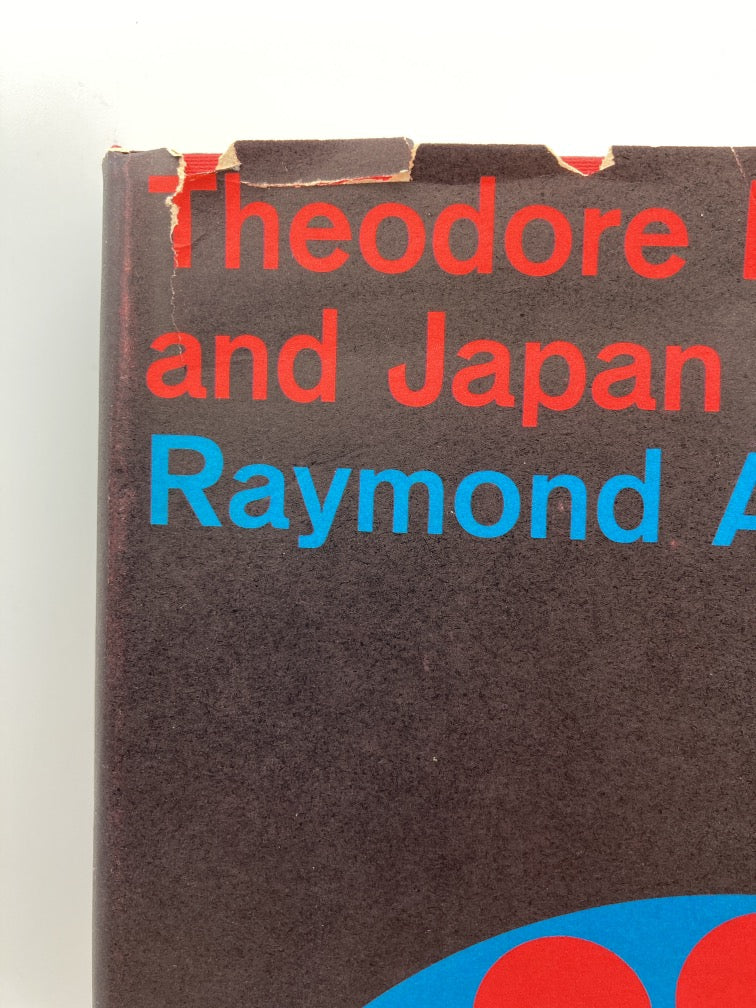 Theodore
and Japan
Raymond A